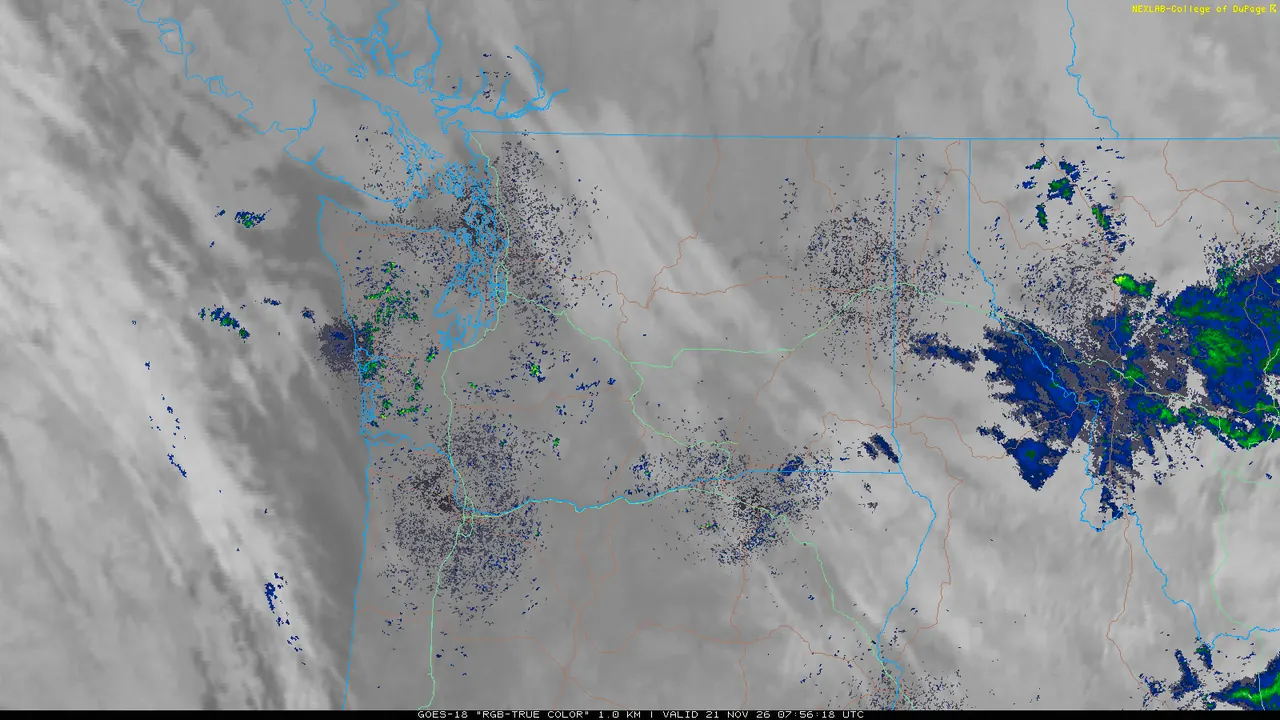 NEXLAB-College of DuPage
GOES-18 "RGB-TRUE COLOR" 1.0 KM | VALID 21 NOV 26 07:56:18 UTC